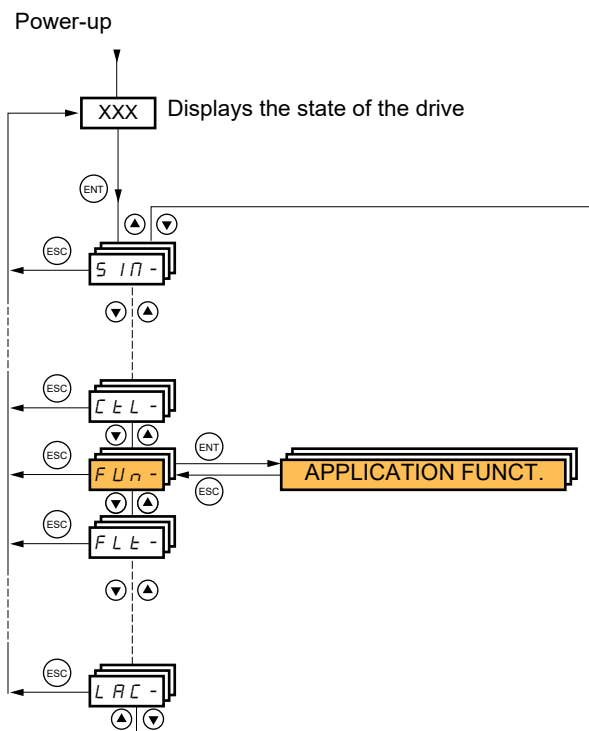 Power-up
XXX Displays the state of the drive
ENT
ESC
SIM-
ESC
CtL-
ENT
ESC
FUn- APPLICATION FUNCT.
ESC
ESC
FLt-
ESC
LAC-